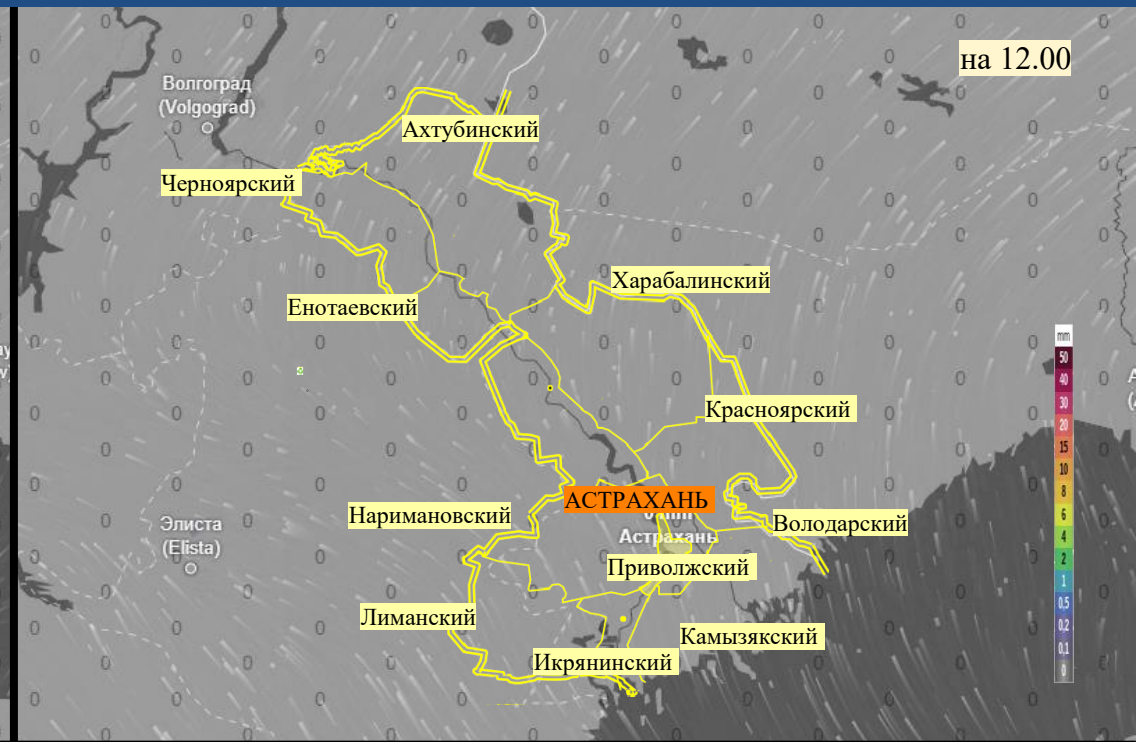 на 12.00
Волгоград
(Volgograd)
Ахтубинский
Черноярский
Харабалинский
Енотаевский
mm
50
40
30
20
15
10
8
6
4
2
1
0,5
0,2
0,1
0
Красноярский
АСТРАХАНЬ
Наримановский
Элиста
(Elista)
Володарский
Астрахань
Приволжский
Лиманский
Камызякский
Икрянинский